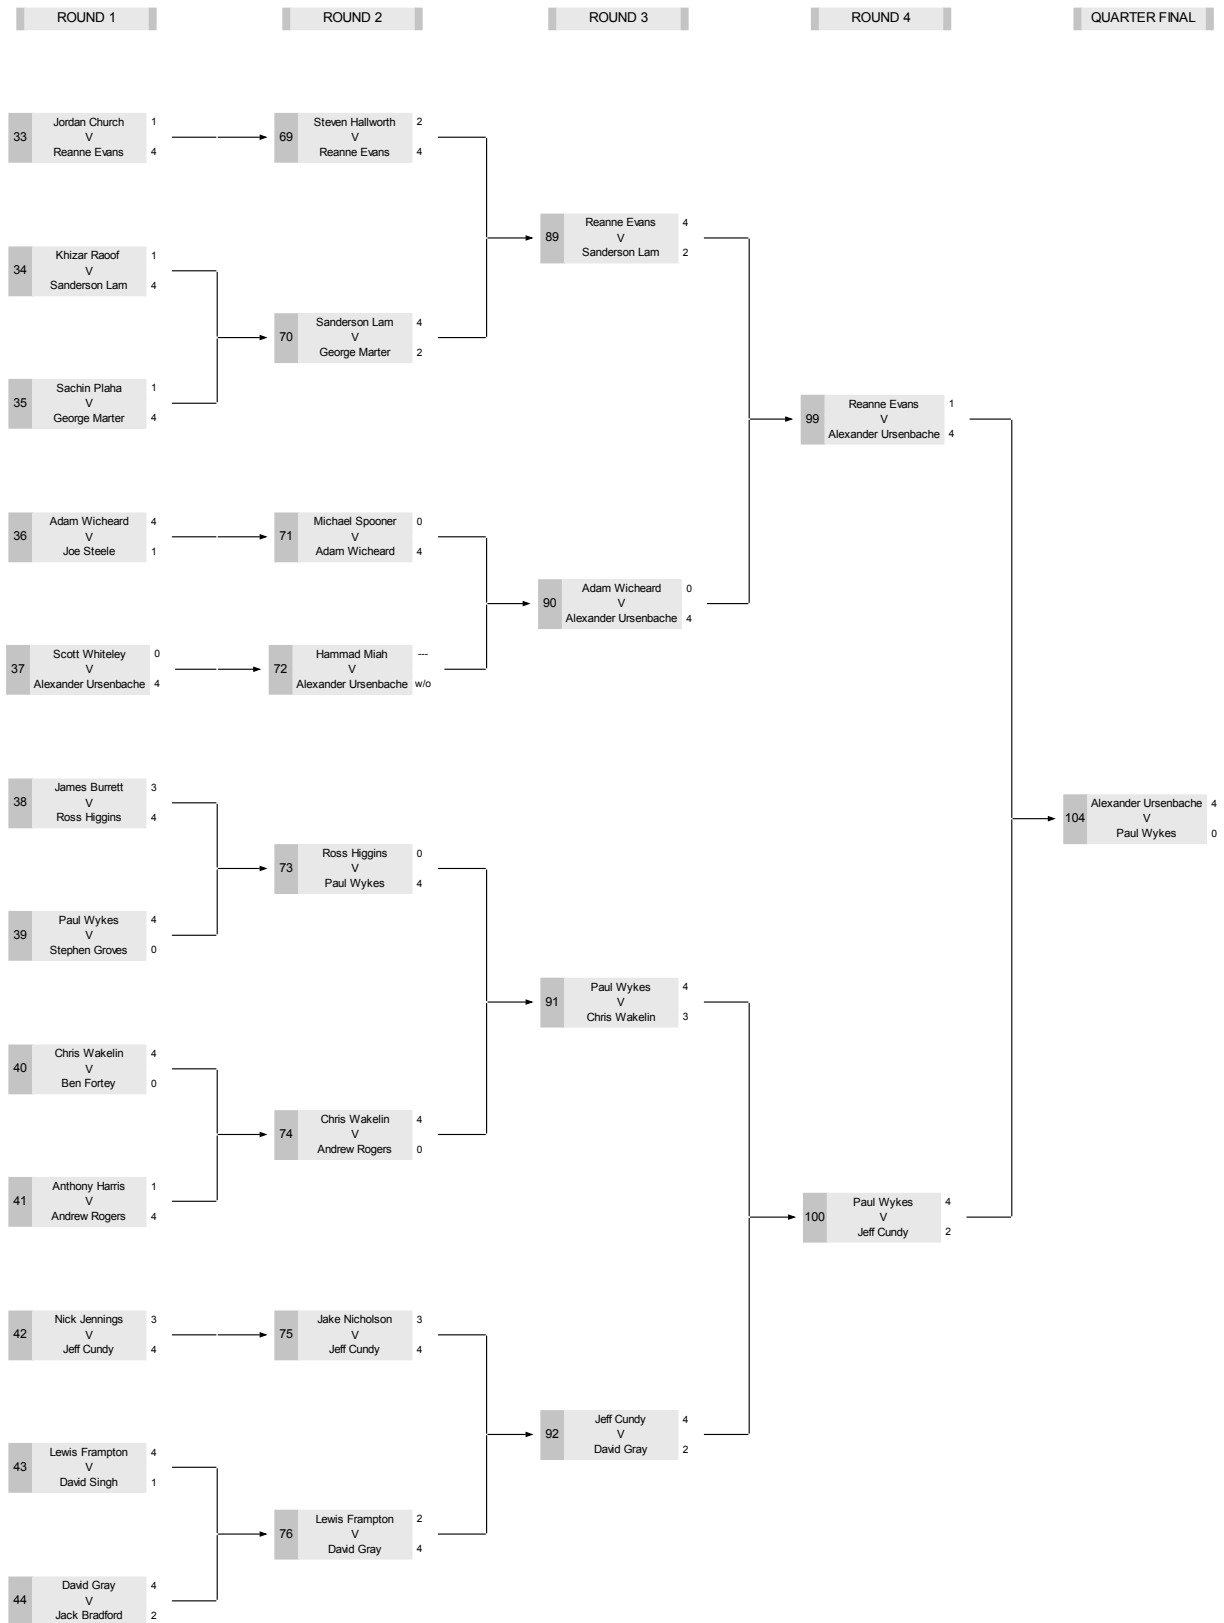 ROUND 1
ROUND 2
ROUND 3
ROUND 4
QUARTER FINAL
33
Jordan Church 1
V
Reanne Evans 4
34
Khizar Raoof 1
V
Sanderson Lam 4
35
Sachin Plaha 1
V
George Marter 4
36
Adam Wicheard 4
V
Joe Steele 1
37
Scott Whiteley 0
V
Alexander Ursenbache 4
38
James Burrett 3
V
Ross Higgins 4
39
Paul Wykes 4
V
Stephen Groves 0
40
Chris Wakelin 4
V
Ben Fortey 0
41
Anthony Harris 1
V
Andrew Rogers 4
42
Nick Jennings 3
V
Jeff Cundy 4
43
Lewis Frampton 4
V
David Singh 1
44
David Gray 4
V
Jack Bradford 2
69
Steven Hallworth 2
V
Reanne Evans 4
70
Sanderson Lam 4
V
George Marter 2
71
Michael Spooner 0
V
Adam Wicheard 4
72
Hammad Miah ---
V
Alexander Ursenbache w/o
73
Ross Higgins 0
V
Paul Wykes 4
74
Chris Wakelin 4
V
Andrew Rogers 0
75
Jake Nicholson 3
V
Jeff Cundy 4
76
Lewis Frampton 2
V
David Gray 4
89
Reanne Evans 4
V
Sanderson Lam 2
90
Adam Wicheard 0
V
Alexander Ursenbache 4
91
Paul Wykes 4
V
Chris Wakelin 3
92
Jeff Cundy 4
V
David Gray 2
99
Reanne Evans 1
V
Alexander Ursenbache 4
100
Paul Wykes 4
V
Jeff Cundy 2
104
Alexander Ursenbache 4
V
Paul Wykes 0